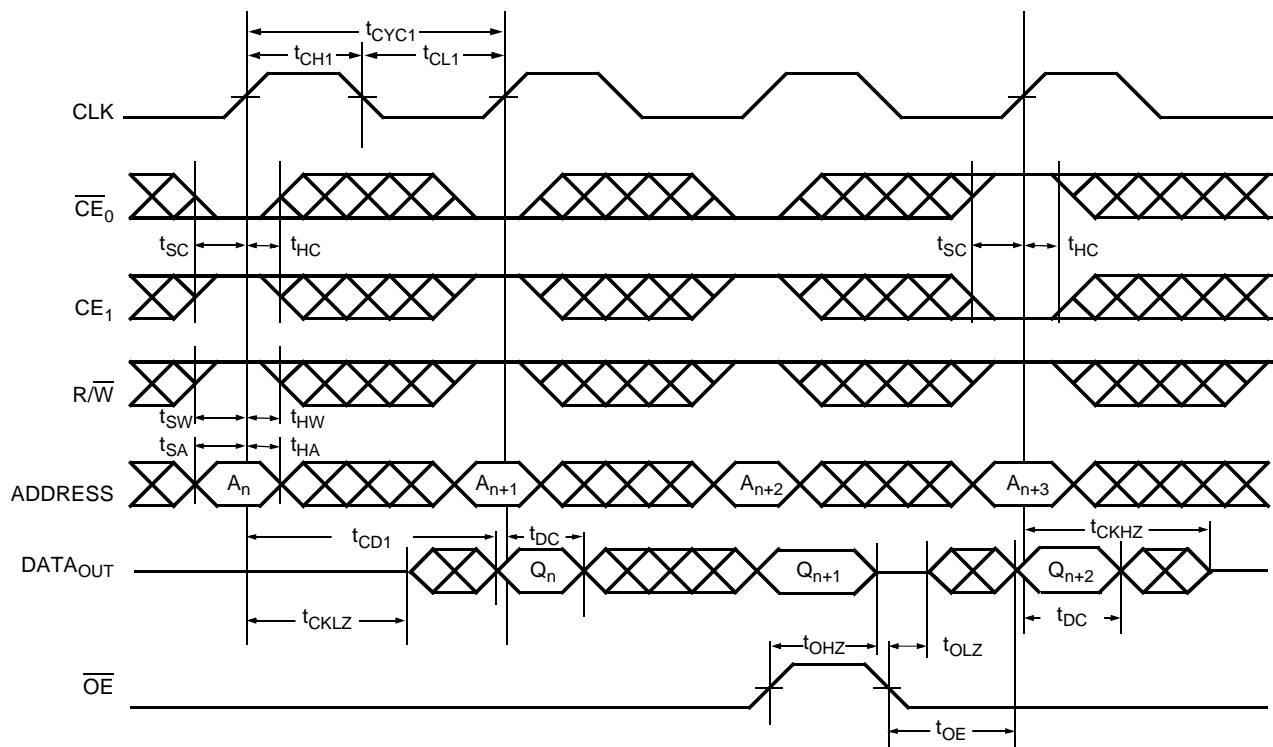 tCYC1
tCH1
tCL1
CLK
CE0
tSC
tHC
tSC
tHC
CE1
R/W
tSW
tHW
tSA
tHA
ADDRESS
An
An+1
An+2
An+3
tCD1
tDC
tCKHZ
DATAOUT
Qn
Qn+1
Qn+2
tCKLZ
tDC
tOHZ
tOLZ
OE
tOE